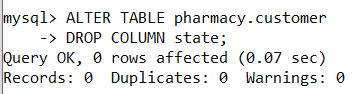 mysql> ALTER TABLE pharmacy.customer
    -> DROP COLUMN state;
Query OK, 0 rows affected (0.07 sec)
Records: 0  Duplicates: 0  Warnings: 0